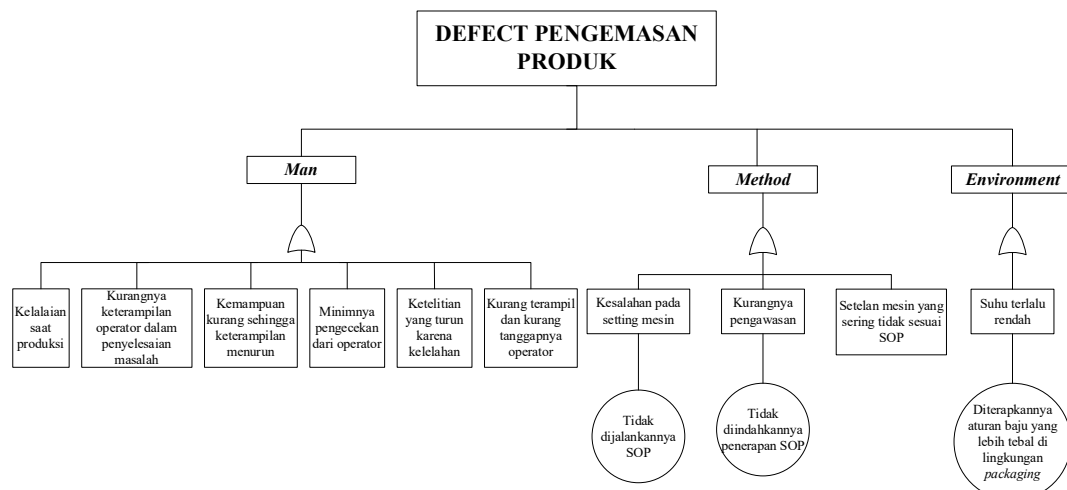 DEFECT PENGEMASAN
PRODUK
Man
Method
Environment
Kelalaian
saat
produksi
Kurangnya
keterampilan
operator dalam
penyelesaian
masalah
Kemampuan
kurang sehingga
keterampilan
menurun
Minimnya
pengecekan
dari operator
Ketelitian
yang turun
karena
kelelahan
Kurang terampil
dan kurang
tanggapnya
operator
Kesalahan pada
setting mesin
Kurangnya
pengawasan
Setelan mesin yang
sering tidak sesuai
SOP
Suhu terlalu
rendah
Tidak
dijalankannya
SOP
Tidak
diindahkannya
penerapan SOP
Diterapkannya
aturan baju yang
lebih tebal di
lingkungan
packaging